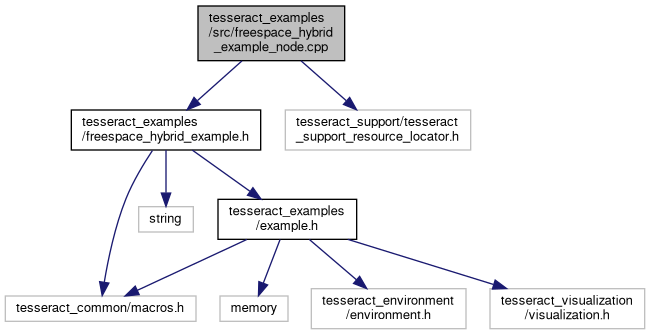 tesseract_examples
/src/freespace_hybrid
_example_node.cpp
tesseract_examples
/freespace_hybrid_example.h
tesseract_support/tesseract
_support_resource_locator.h
string
tesseract_examples
/example.h
tesseract_common/macros.h
memory
tesseract_environment
/environment.h
tesseract_visualization
/visualization.h